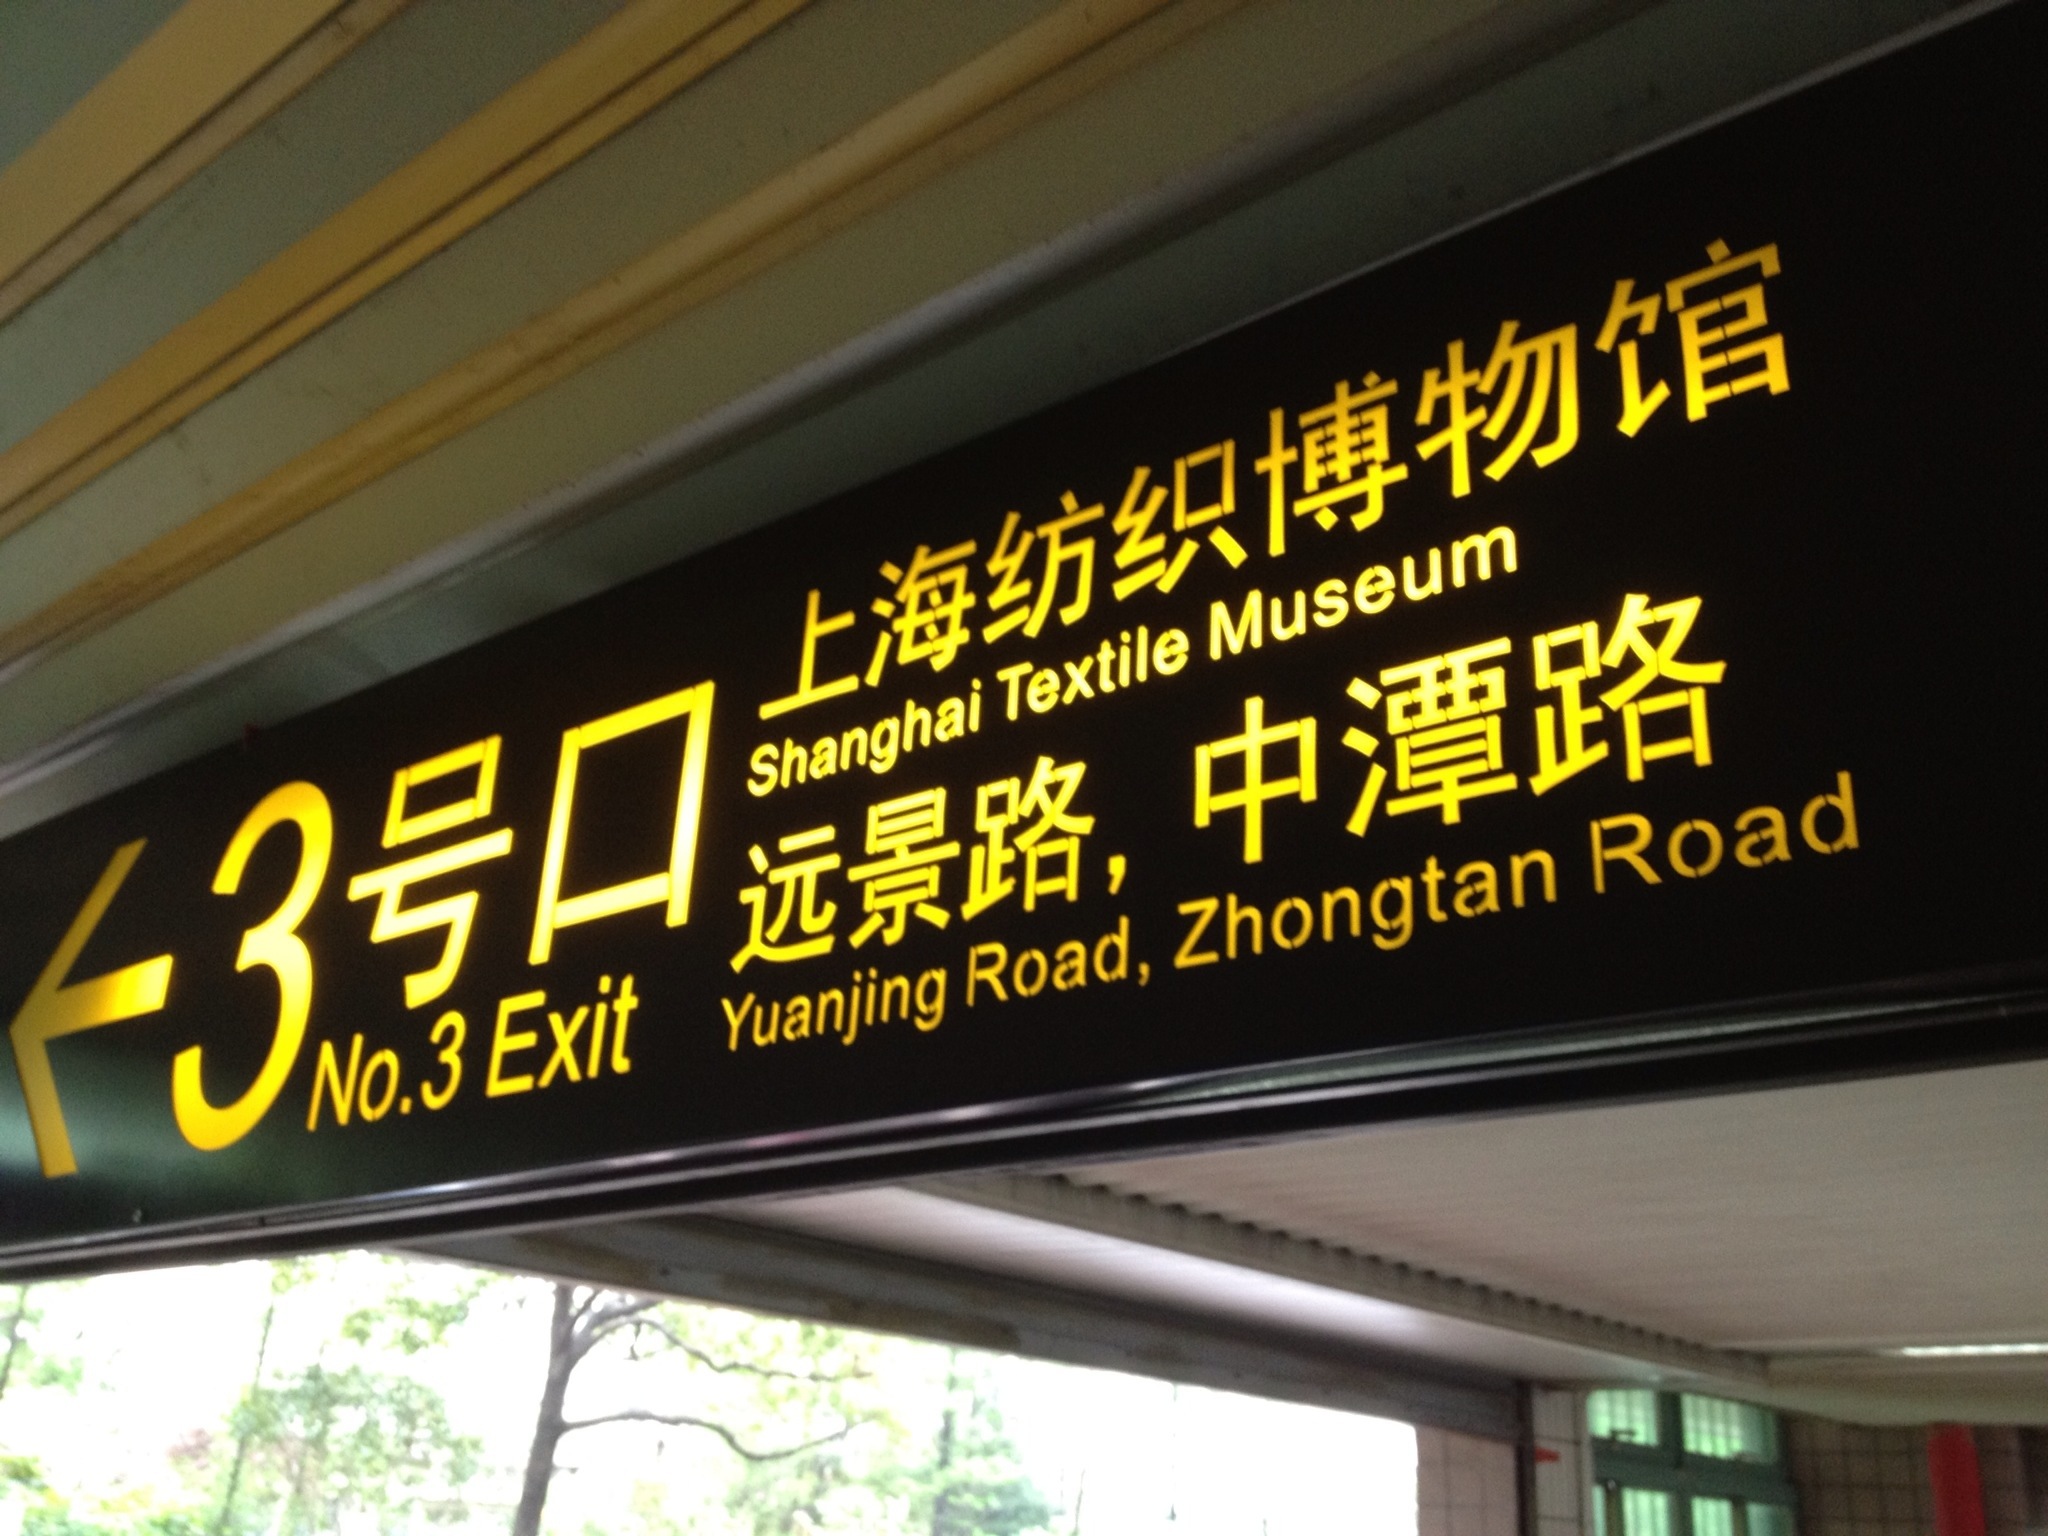 3号口
No.3 Exit
上海纺织博物馆
Shanghai Textile Museum
远景路, 中潭路
Yuanjing Road, Zhongtan Road